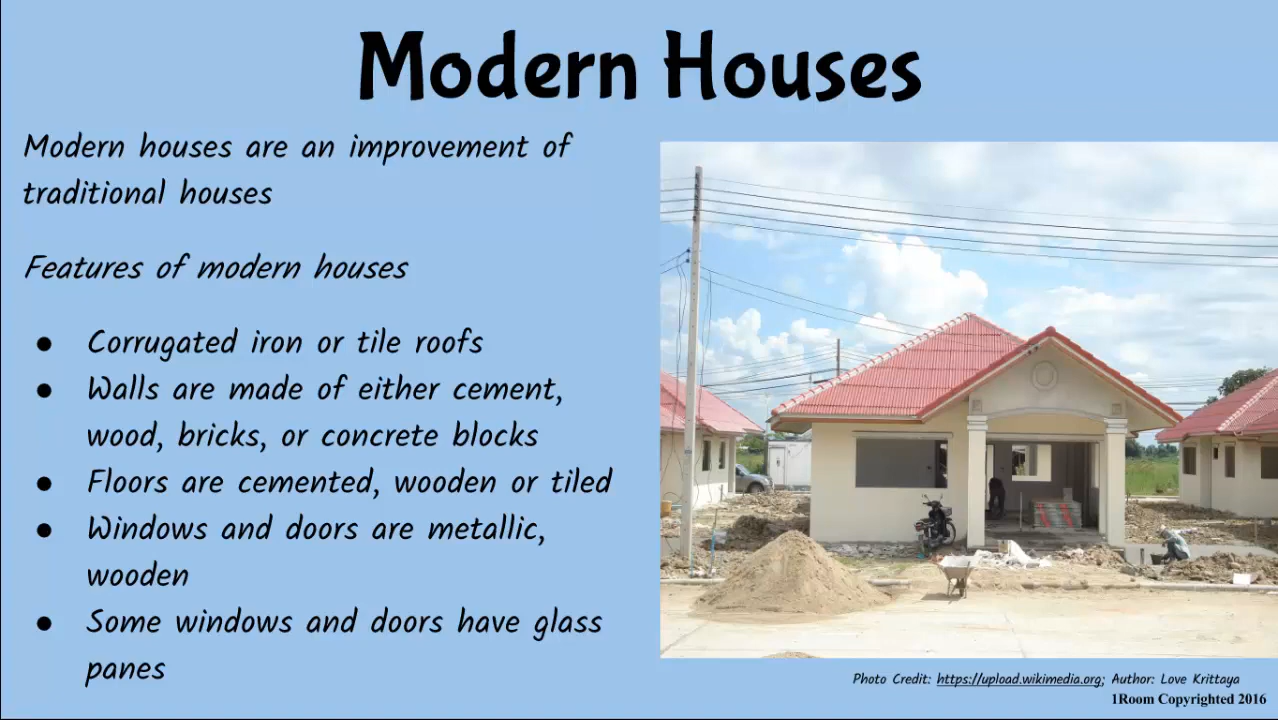 Modern Houses
Modern houses are an improvement of
traditional houses
Features of modern houses
● Corrugated iron or tile roofs
● Walls are made of either cement,
wood, bricks, or concrete blocks
● Floors are cemented, wooden or tiled
● Windows and doors are metallic,
wooden
● Some windows and doors have glass
panes
Photo Credit: https://upload.wikimedia.org; Author: Love Krittaya
1Room Copyrighted 2016